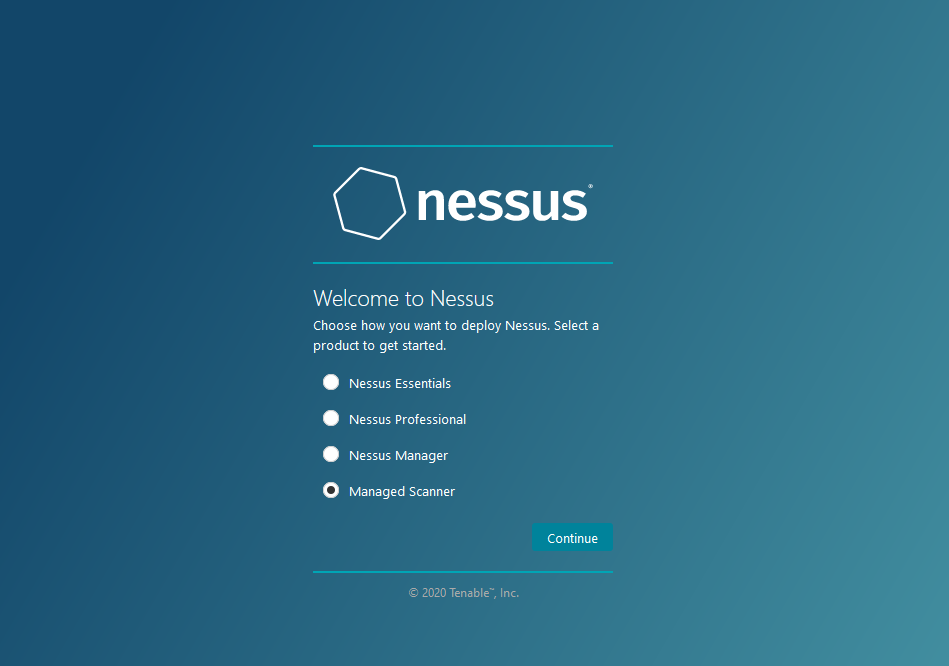 nessus®
Welcome to Nessus
Choose how you want to deploy Nessus. Select a
product to get started.
Nessus Essentials
Nessus Professional
Nessus Manager
Managed Scanner
Continue
© 2020 Tenable™, Inc.